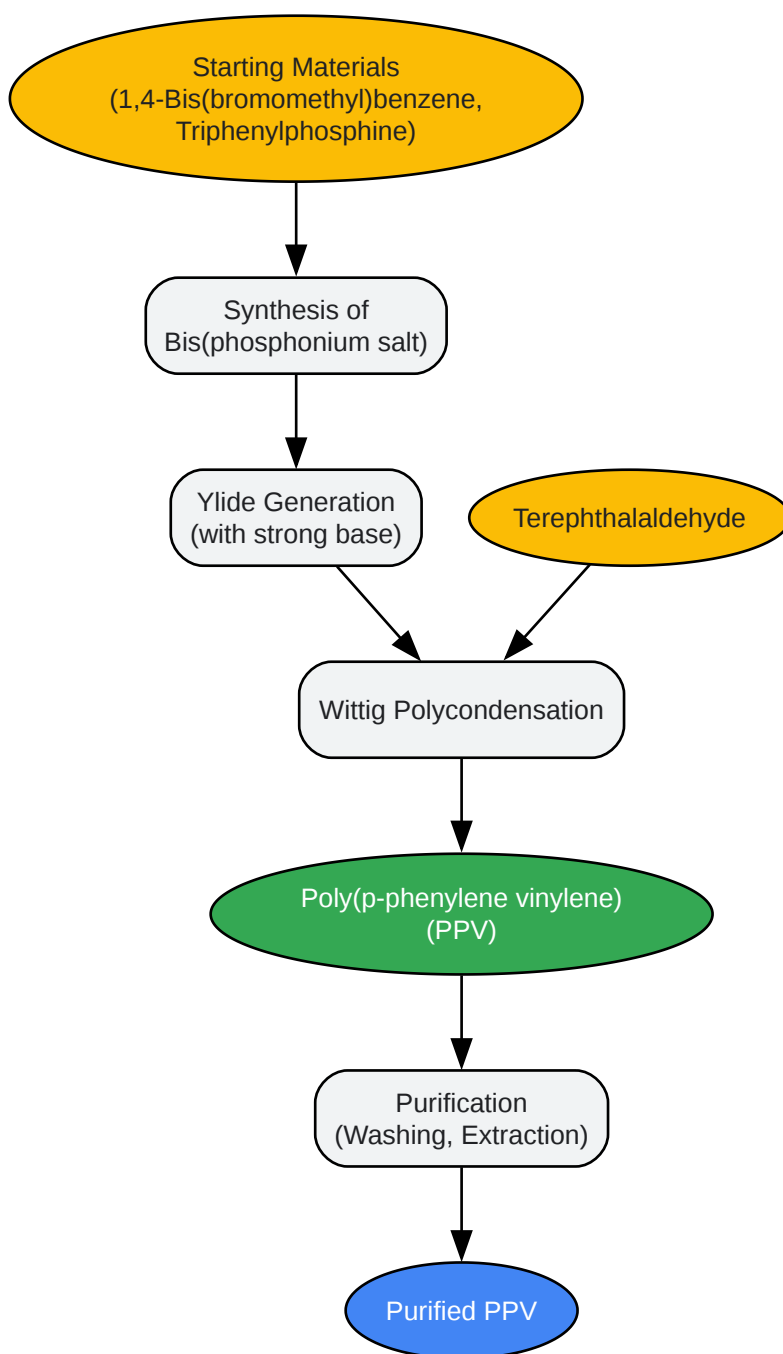 Starting Materials
(1,4-Bis(bromomethyl)benzene,
Triphenylphosphine)
Synthesis of
Bis(phosphonium salt)
Ylide Generation
(with strong base)
Terephthalaldehyde
Wittig Polycondensation
Poly(p-phenylene vinylene)
(PPV)
Purification
(Washing, Extraction)
Purified PPV